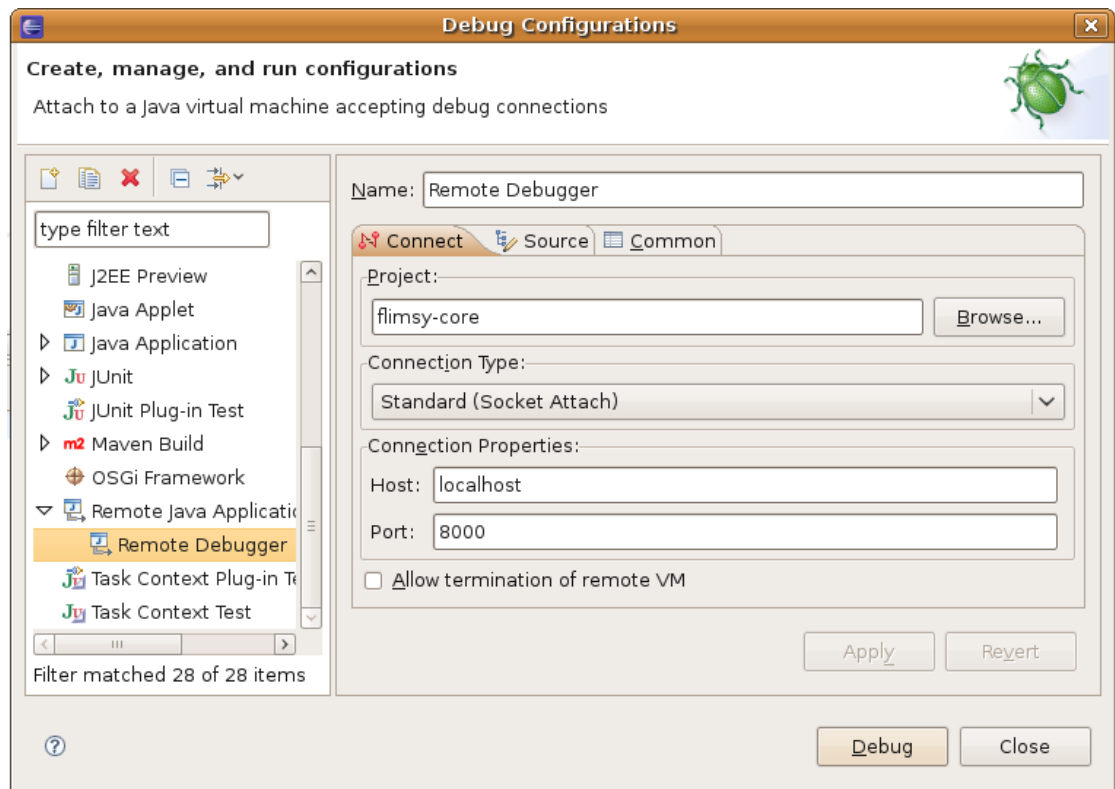 Debug Configurations
Create, manage, and run configurations
Attach to a Java virtual machine accepting debug connections
type filter text
J2EE Preview
Java Applet
Java Application
JUnit
JUnit Plug-in Test
Maven Build
OSGi Framework
Remote Java Applicatio
Remote Debugger
Task Context Plug-in Te
Task Context Test
Filter matched 28 of 28 items
Name: Remote Debugger
Connect Source Common
Project:
flimsy-core Browse...
Connection Type:
Standard (Socket Attach)
Connection Properties:
Host: localhost
Port: 8000
Allow termination of remote VM
Apply Revert
Debug Close